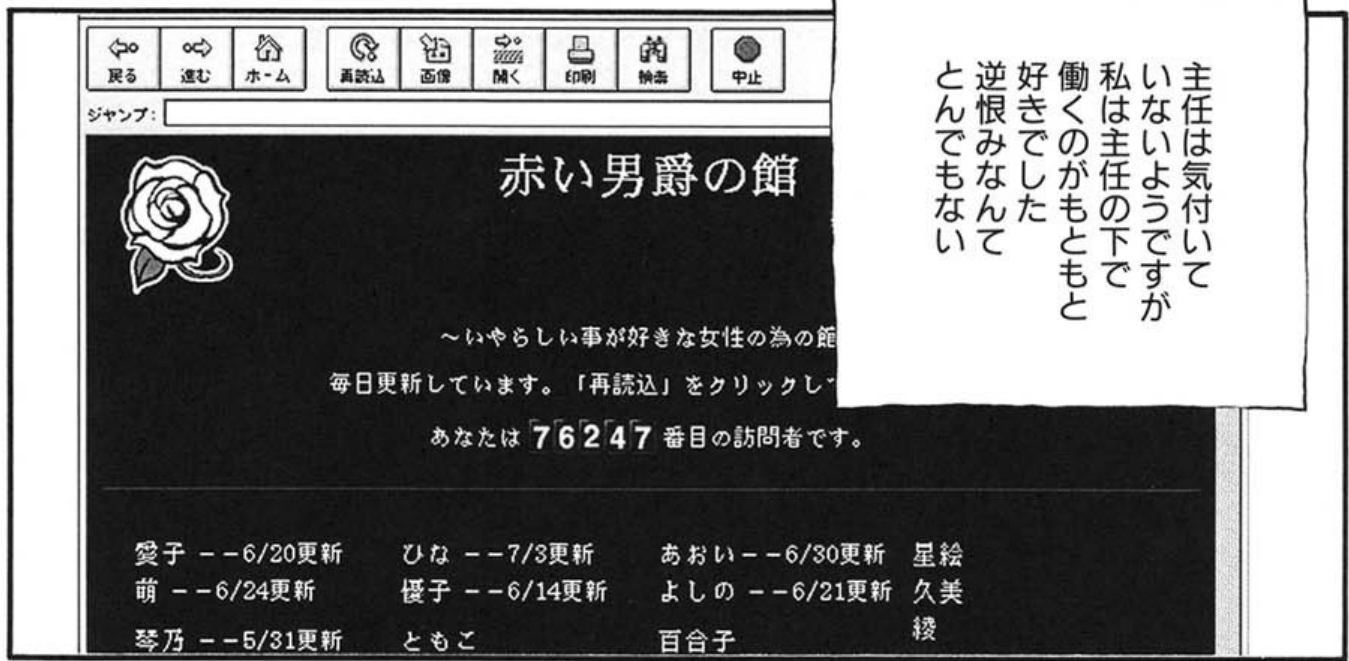 主任は気付いて
いないようですが
私は主任の下で
働くのがもともと
好きでした
逆恨みなんて
とんでもない
戻る 進む ホーム 再読込 画像 開く 印刷 検索 中止
ジャンプ:
赤い男爵の館
～いやらしい事が好きな女性の為の館
毎日更新しています。「再読込」をクリックして
あなたは 76247 番目の訪問者です。
愛子 －－6/20更新 ひな －－7/3更新 あおい－－6/30更新 星絵
萌 －－6/24更新 優子 －－6/14更新 よしの －－6/21更新 久美
琴乃 －－5/31更新 ともこ 百合子 綾